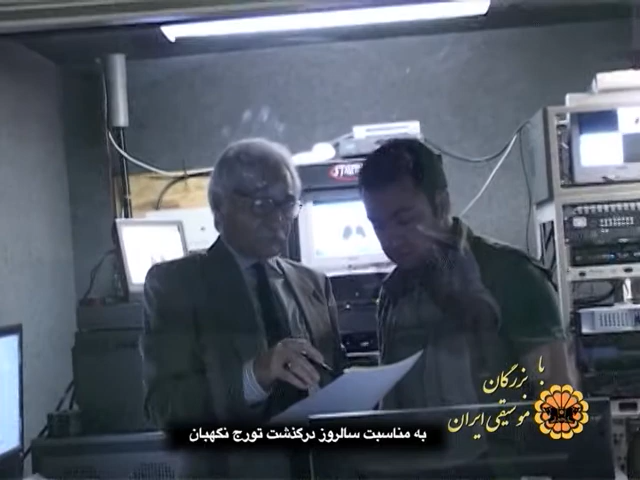 با بزرگان
موسیقی ایران
به مناسبت سالروز درگذشت تورج نگهبان